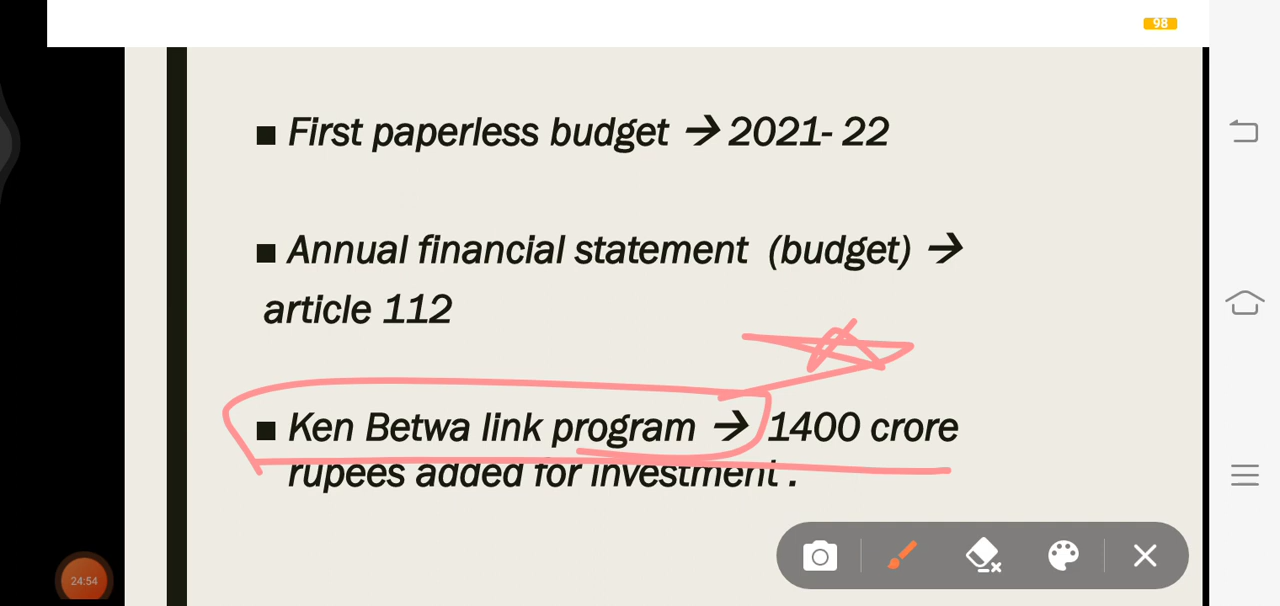 98
■ First paperless budget → 2021- 22
■ Annual financial statement (budget) →
article 112
■ Ken Betwa link program → 1400 crore
rupees added for investment .
24:54